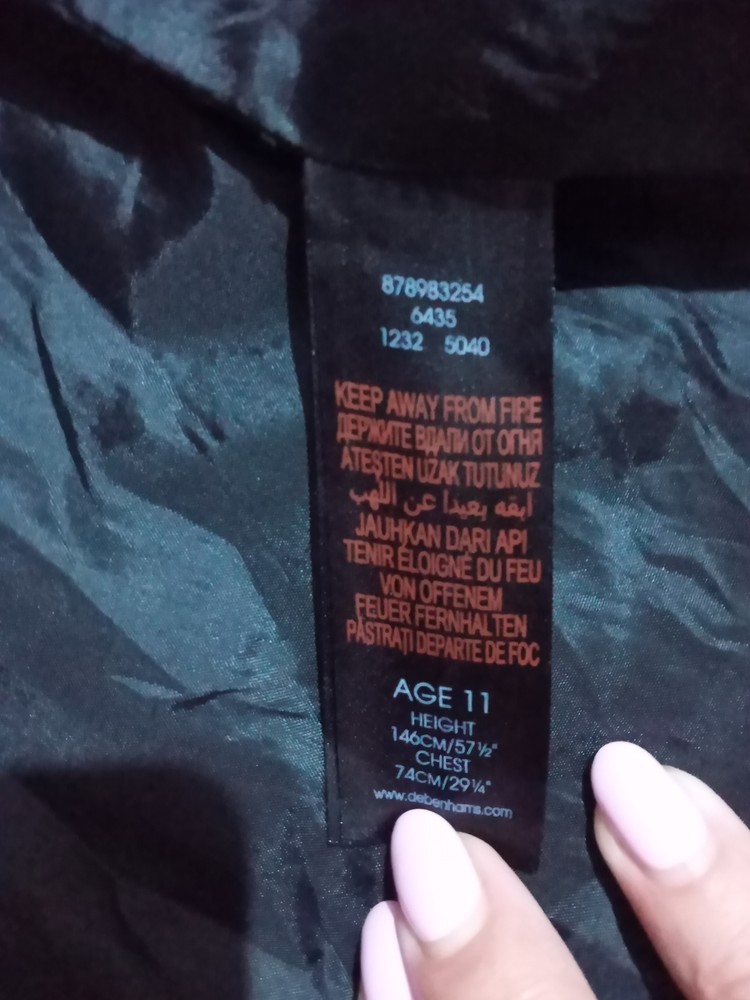 878983254
6435
1232 5040
KEEP AWAY FROM FIRE
ДЕРЖИТЕ ВДАЛИ ОТ ОГНЯ
ATEŞTEN UZAK TUTUNUZ
ابقه بعيدا عن اللهب
JAUHKAN DARI API
TENIR ÉLOIGNÉ DU FEU
VON OFFENEM
FEUER FERNHALTEN
PĂSTRAȚI DEPARTE DE FOC
AGE 11
HEIGHT
146CM/57½"
CHEST
74CM/29¼"
www.debenhams.com